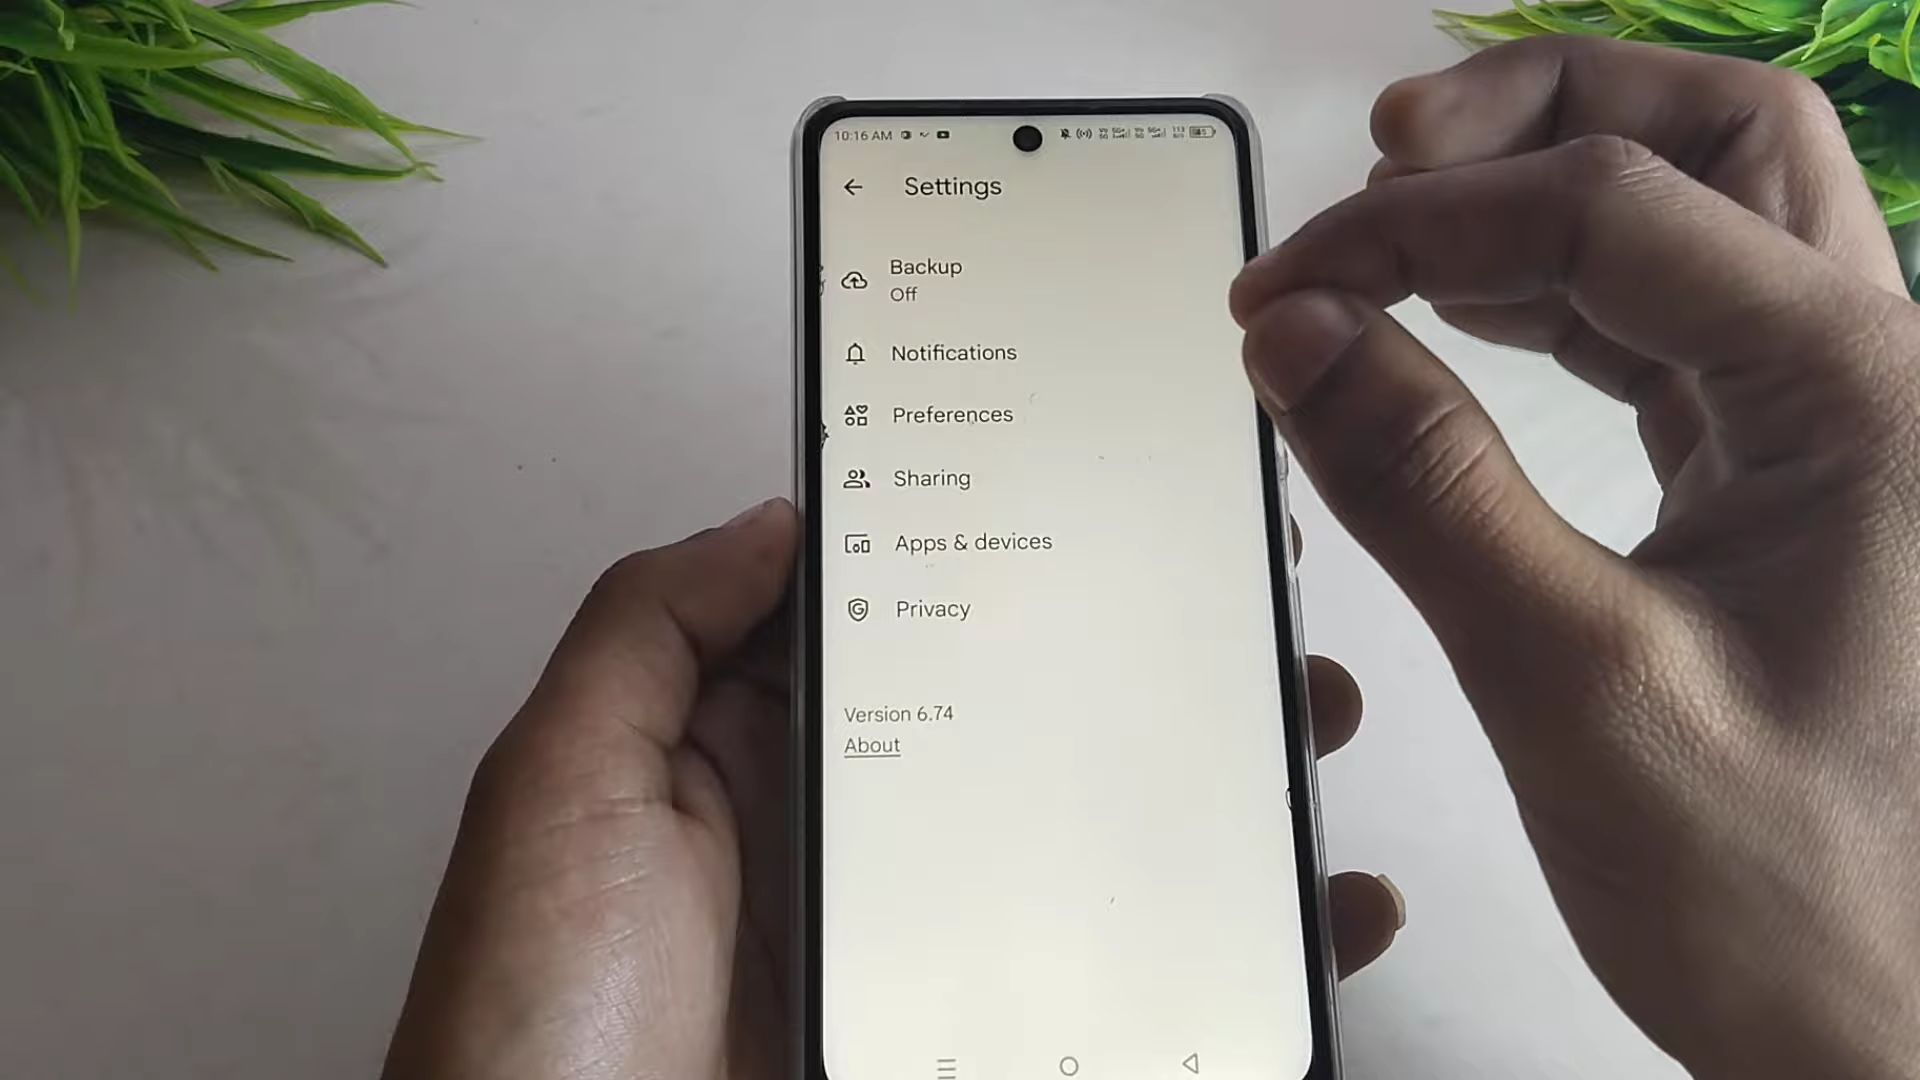 10:16 AM
Settings
Backup
Off
Notifications
Preferences
Sharing
Apps & devices
Privacy
Version 6.74
About